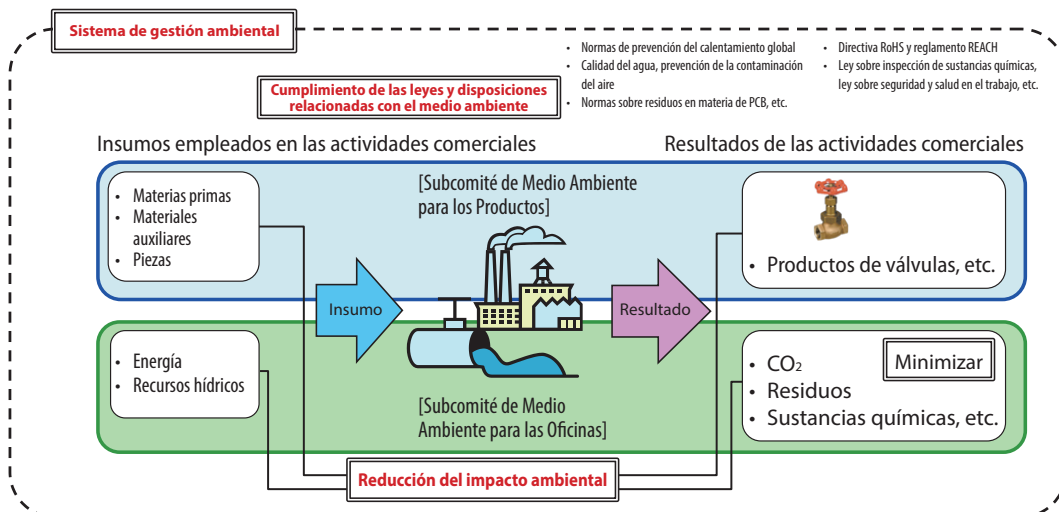 Sistema de gestión ambiental
• Normas de prevención del calentamiento global
• Calidad del agua, prevención de la contaminación
del aire
• Normas sobre residuos en materia de PCB, etc.
• Directiva RoHS y reglamento REACH
• Ley sobre inspección de sustancias químicas,
ley sobre seguridad y salud en el trabajo, etc.
Cumplimiento de las leyes y disposiciones
relacionadas con el medio ambiente
Insumos empleados en las actividades comerciales
Resultados de las actividades comerciales
• Materias primas
• Materiales
auxiliares
• Piezas
[Subcomité de Medio Ambiente
para los Productos]
• Productos de válvulas, etc.
Insumo
Resultado
• Energía
• Recursos hídricos
[Subcomité de Medio
Ambiente para las Oficinas]
Minimizar
• CO₂
• Residuos
• Sustancias químicas, etc.
Reducción del impacto ambiental